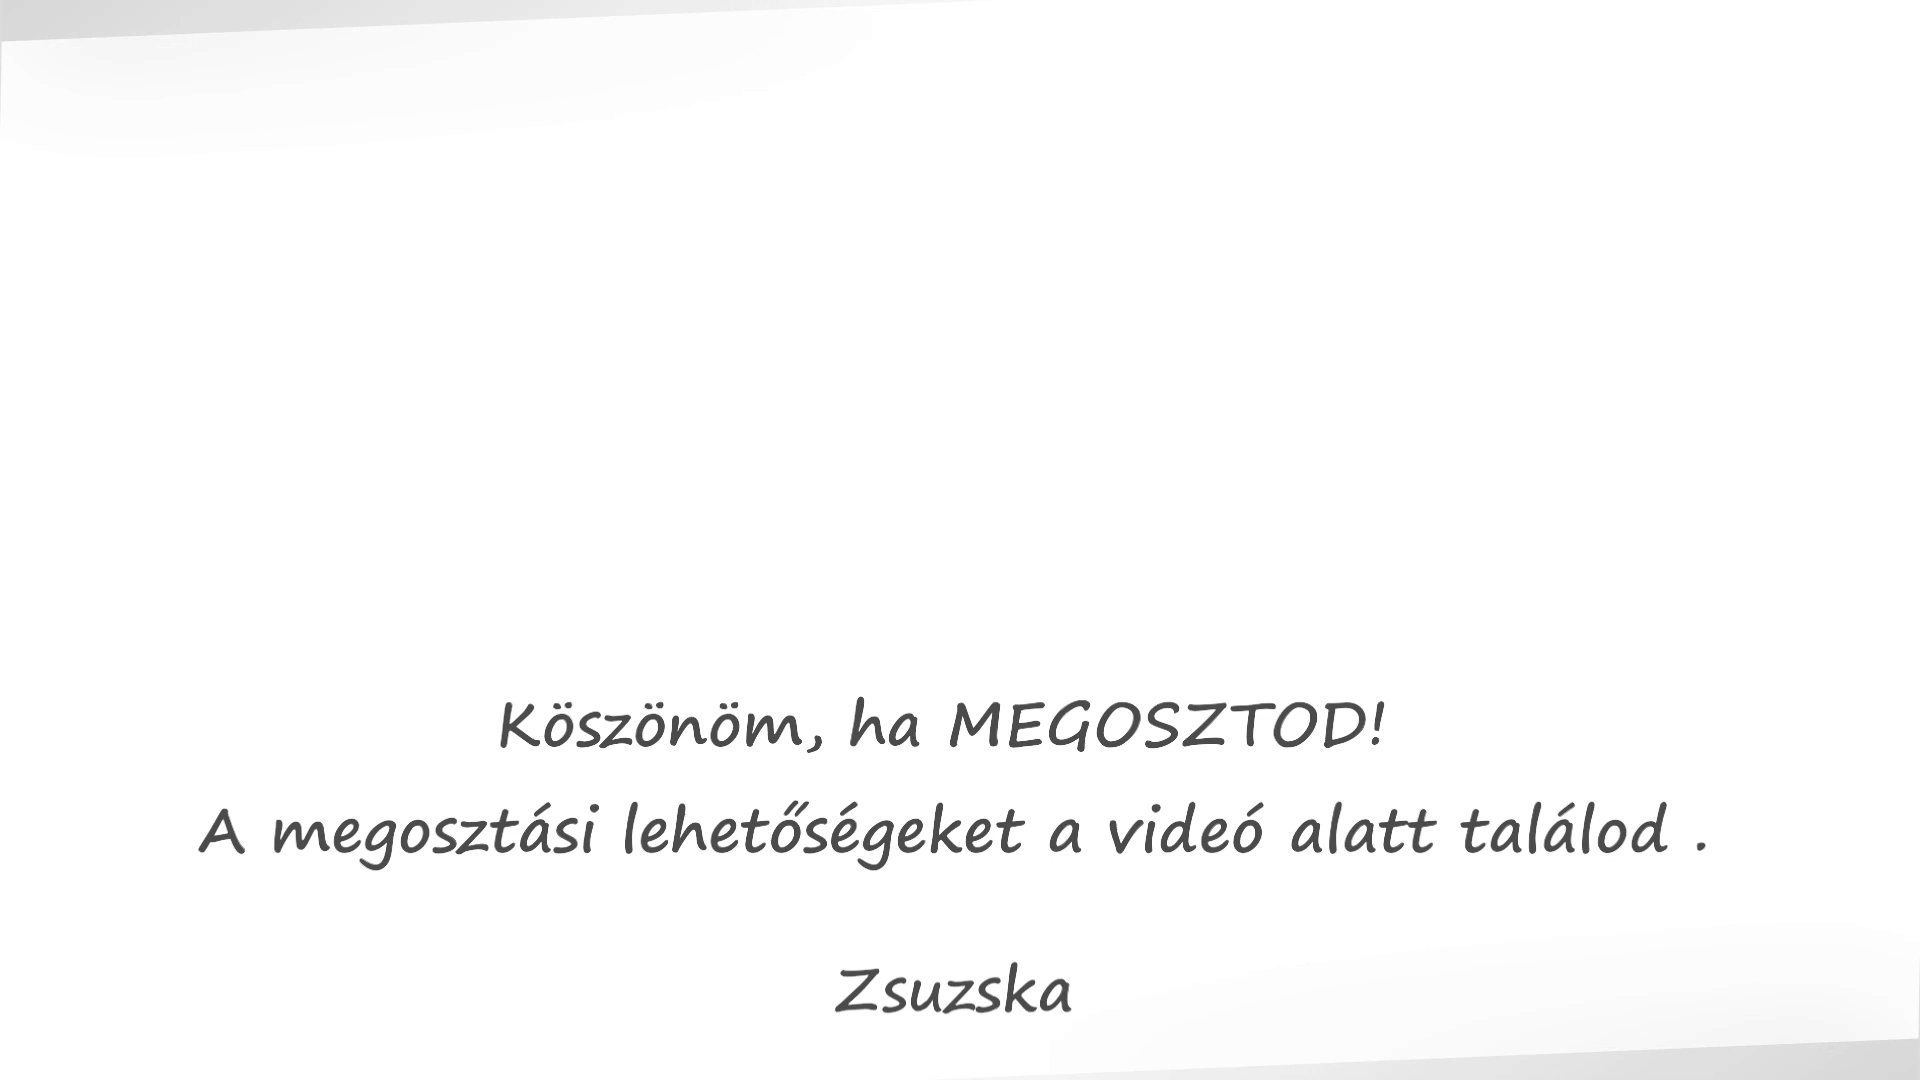 Köszönöm, ha MEGOSZTOD!
A megosztási lehetőségeket a videó alatt találod .
Zsuzska